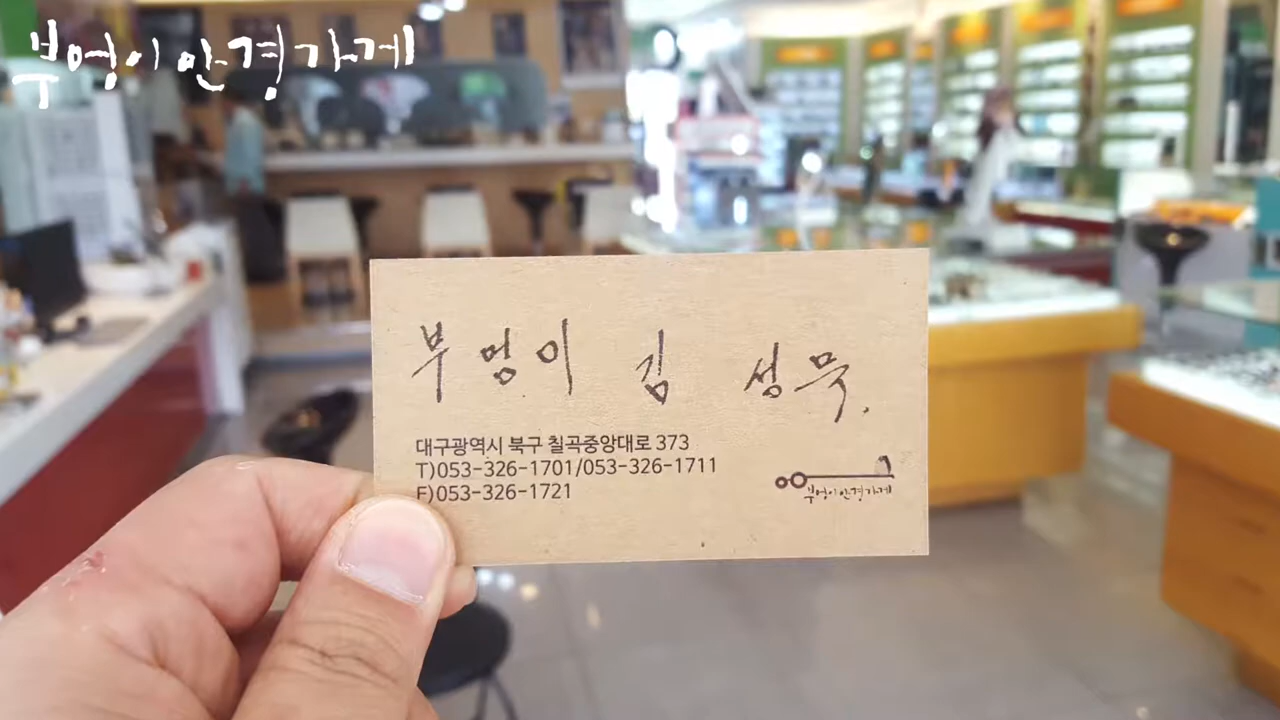 부엉이안경가게
부엉이 김 성묵.
대구광역시 북구 칠곡중앙대로 373
T)053-326-1701/053-326-1711
F)053-326-1721
부엉이안경가게